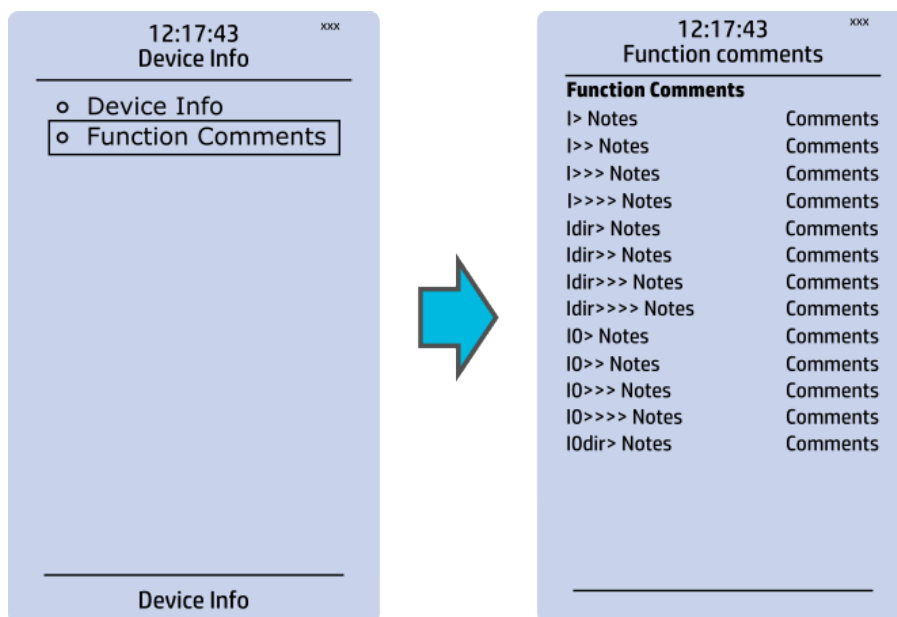 12:17:43 xxx
Device Info
Device Info
Function Comments
Device Info
12:17:43 xxx
Function comments
Function Comments
I> Notes Comments
I>> Notes Comments
I>>> Notes Comments
I>>>> Notes Comments
Idir> Notes Comments
Idir>> Notes Comments
Idir>>> Notes Comments
Idir>>>> Notes Comments
I0> Notes Comments
I0>> Notes Comments
I0>>> Notes Comments
I0>>>> Notes Comments
I0dir> Notes Comments